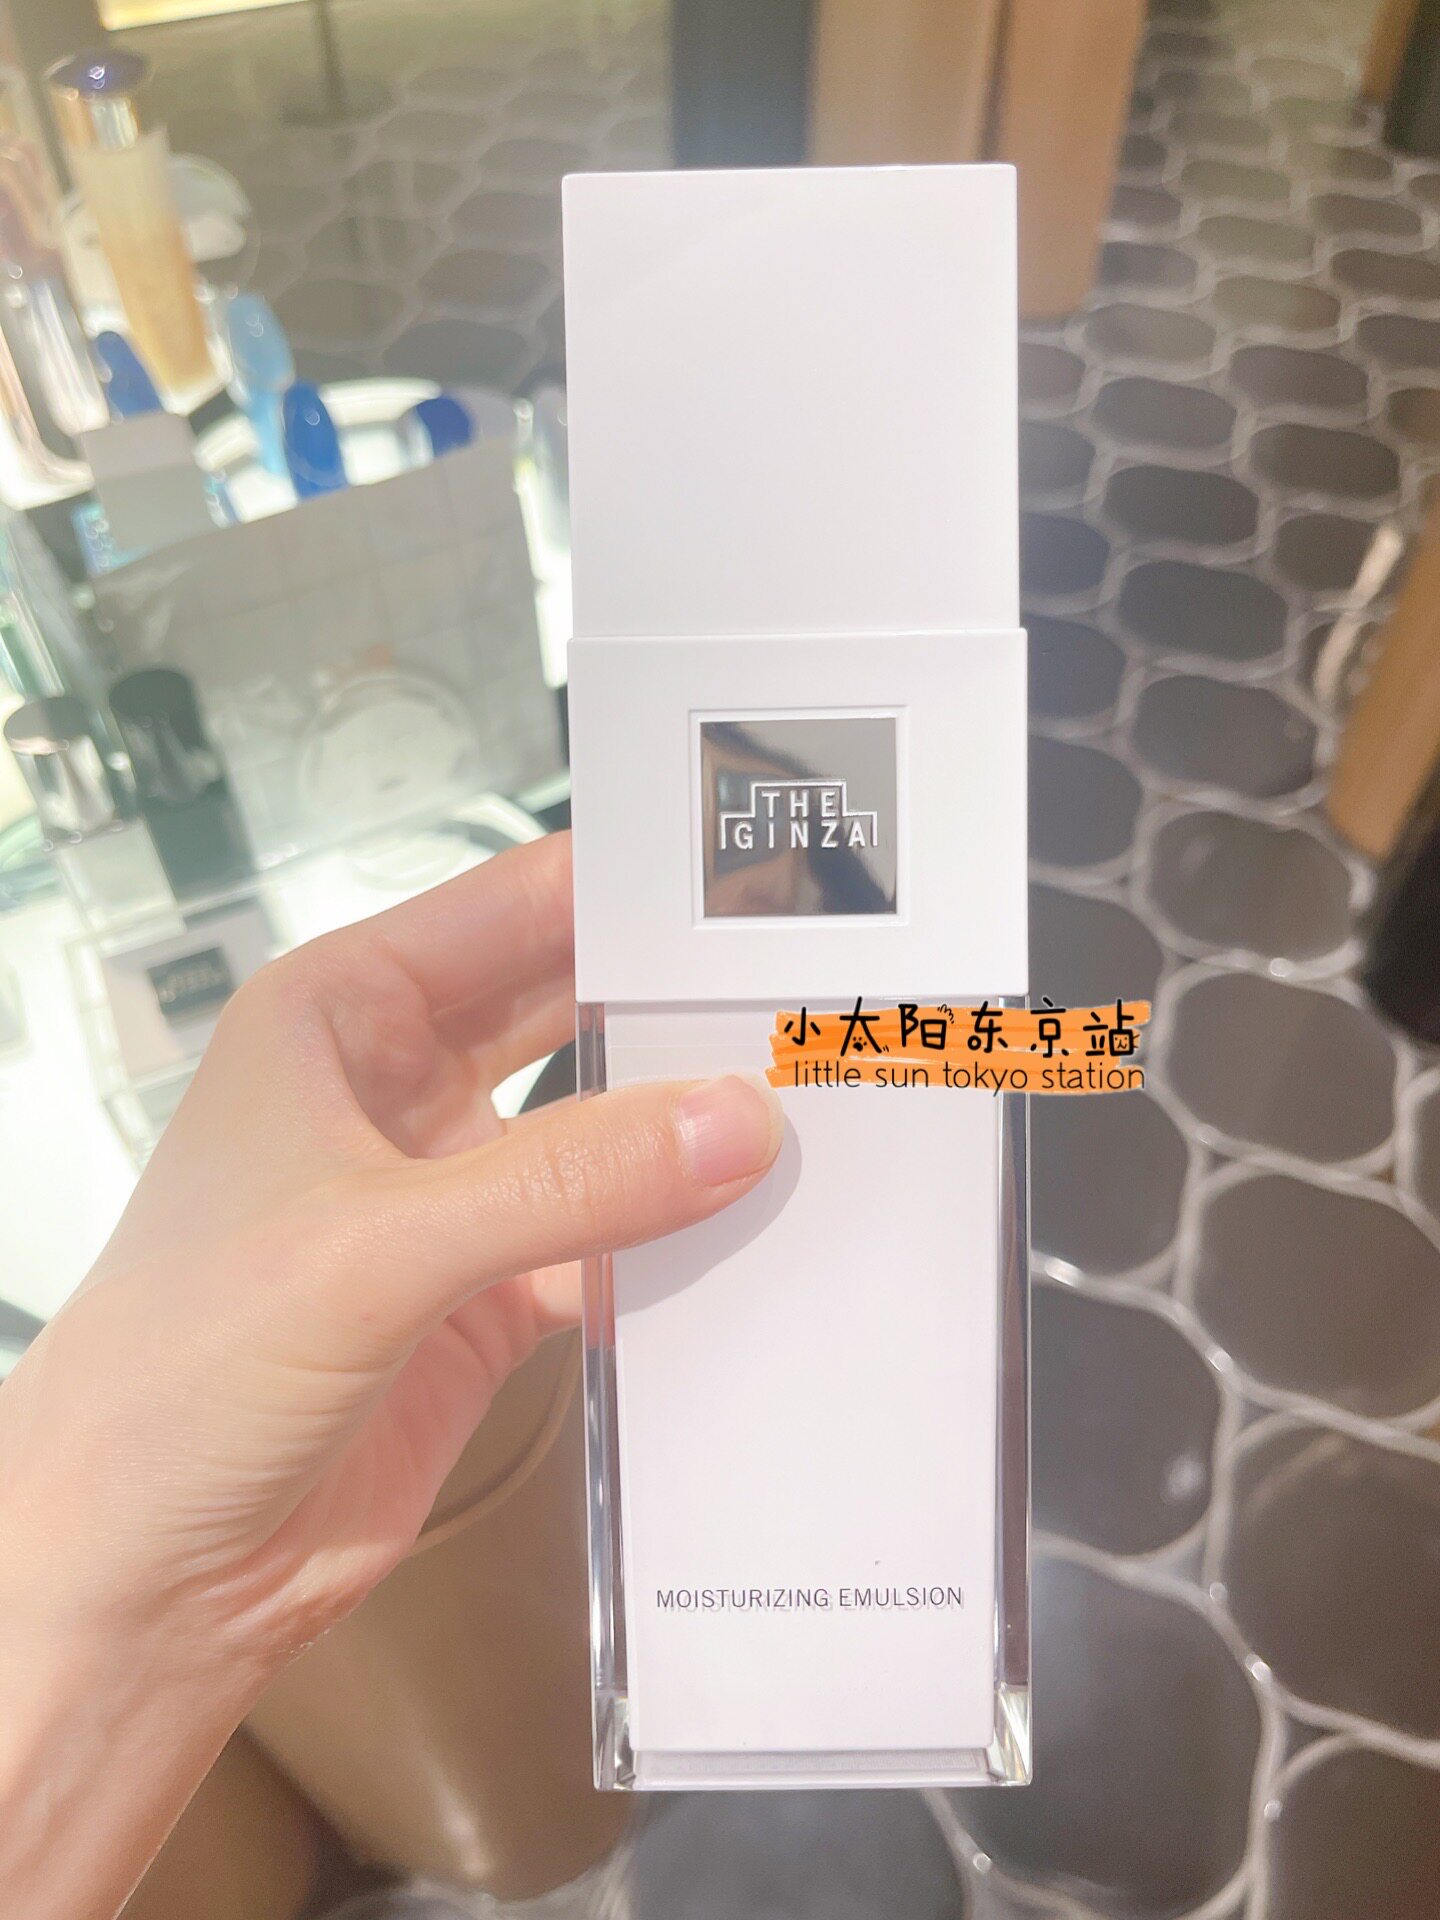 THE
GINZA
小太阳东京站
little sun tokyo station
MOISTURIZING EMULSION